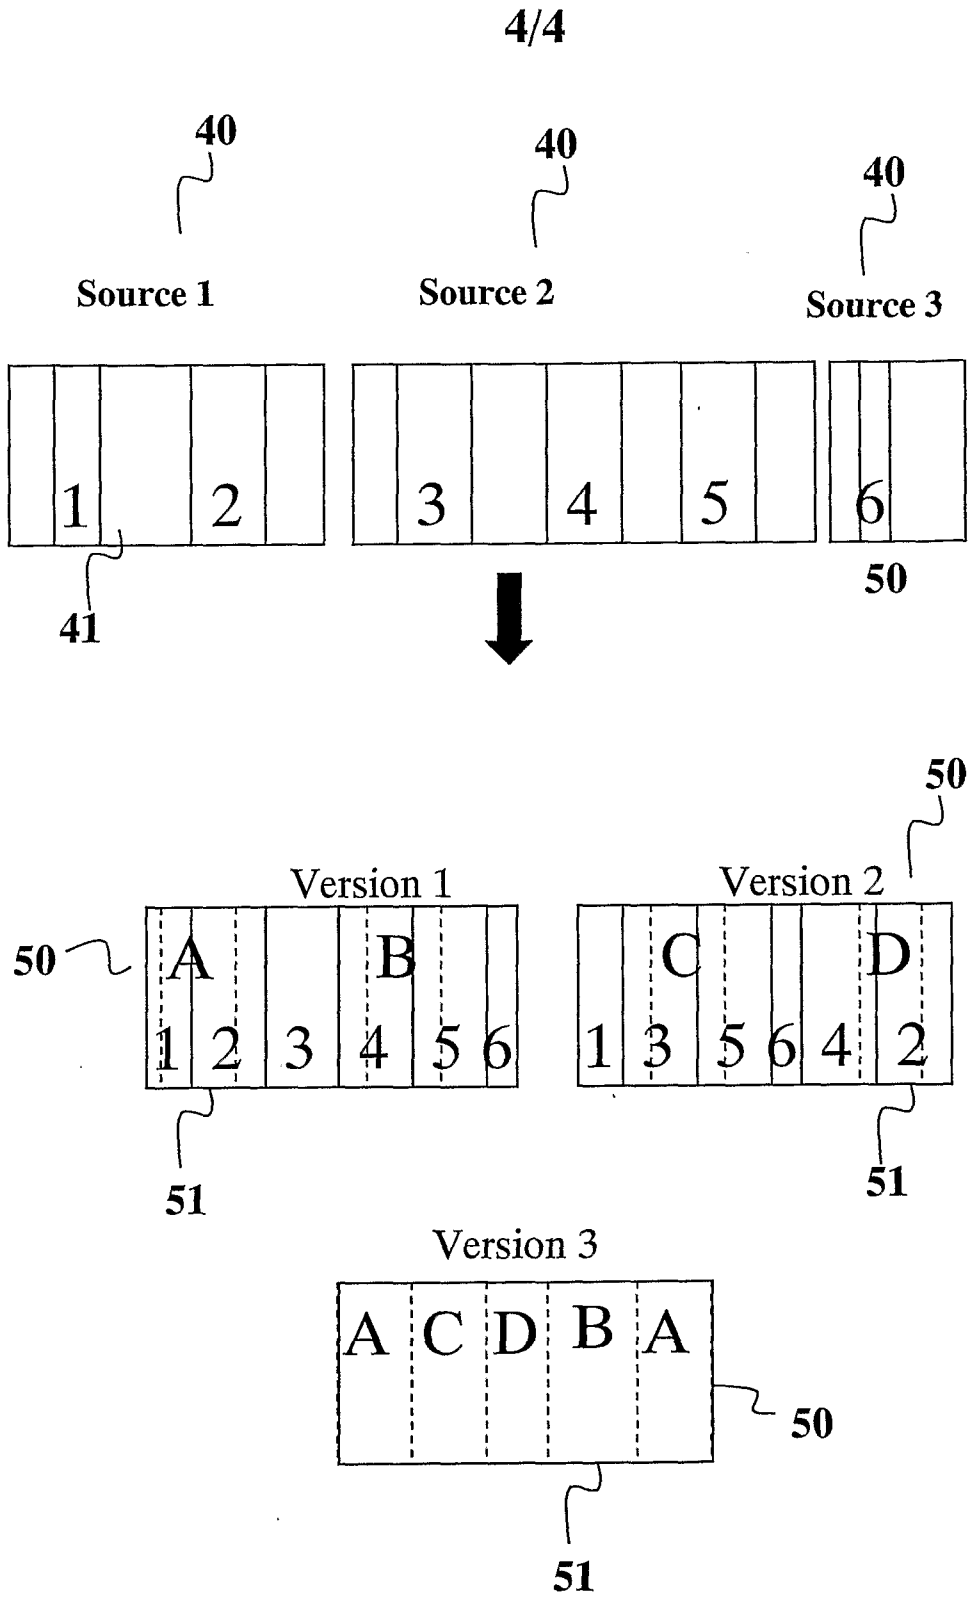 4/4
40 40 40
Source 1 Source 2 Source 3
1 2 3 4 5 6
41 50
50
Version 1 Version 2
50
A B C D
1 2 3 4 5 6 1 3 5 6 4 2
51 51
Version 3
A C D B A
50
51